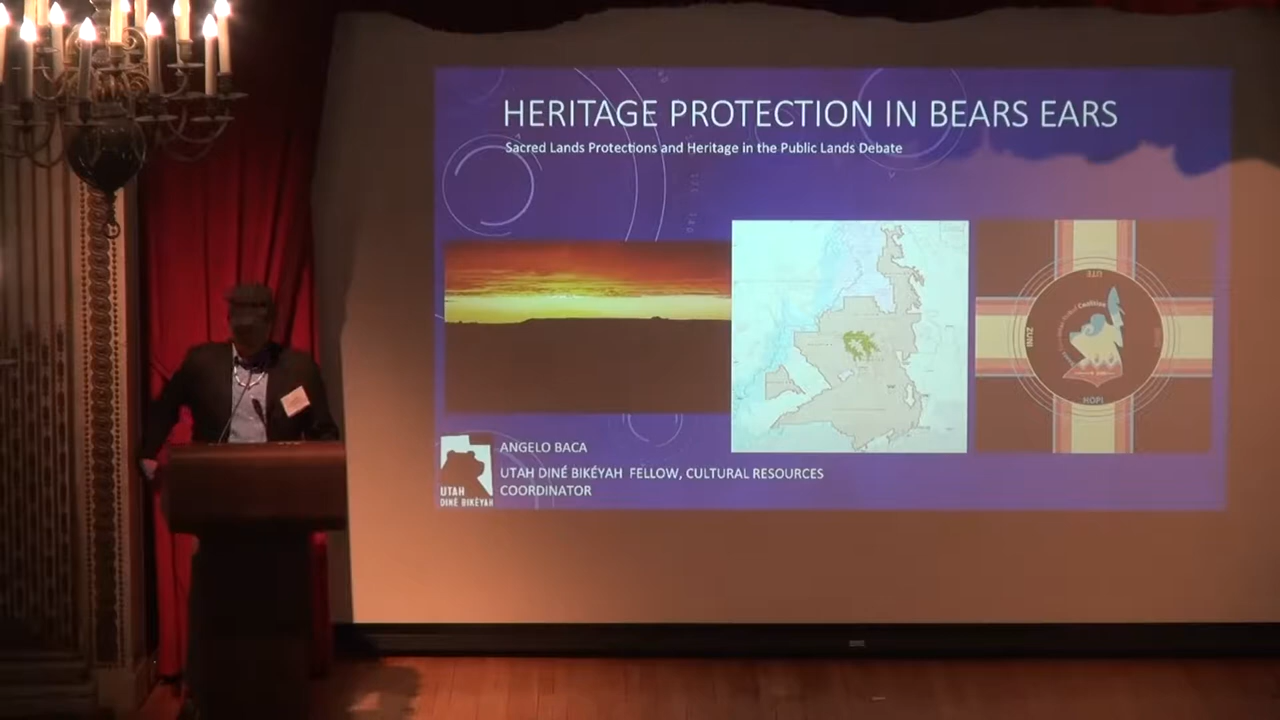 HERITAGE PROTECTION IN BEARS EARS
Sacred Lands Protections and Heritage in the Public Lands Debate
UTE
ZUNI
HOPI
ANGELO BACA
UTAH DINÉ BIKÉYAH FELLOW, CULTURAL RESOURCES
COORDINATOR
UTAH
DINÉ BIKÉYAH